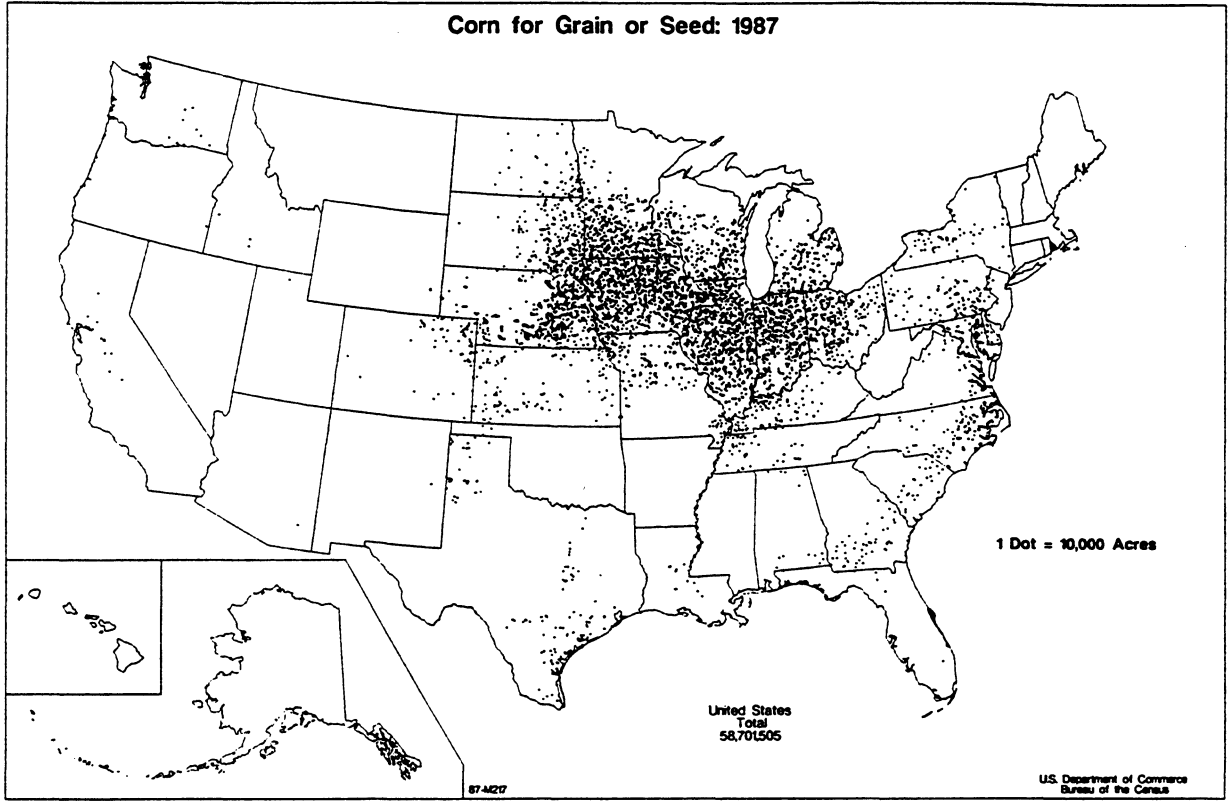 Corn for Grain or Seed: 1987
1 Dot = 10,000 Acres
United States
Total
58,701,505
87-M217
U.S. Department of Commerce
Bureau of the Census